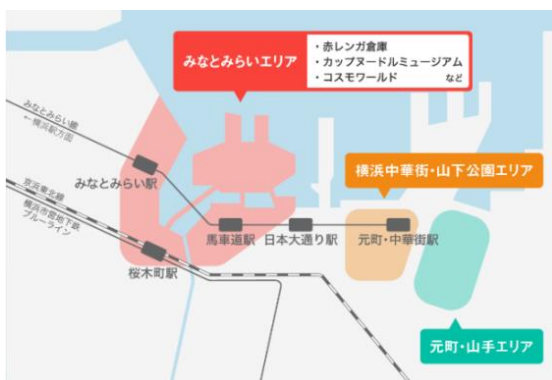 みなとみらいエリア
・赤レンガ倉庫
・カップヌードルミュージアム
・コスモワールド
など
みなとみらい線
←横浜駅方面
みなとみらい駅
横浜中華街・山下公園エリア
京浜東北線
横浜市営地下鉄
ブルーライン
馬車道駅
日本大通り駅
元町・中華街駅
桜木町駅
元町・山手エリア